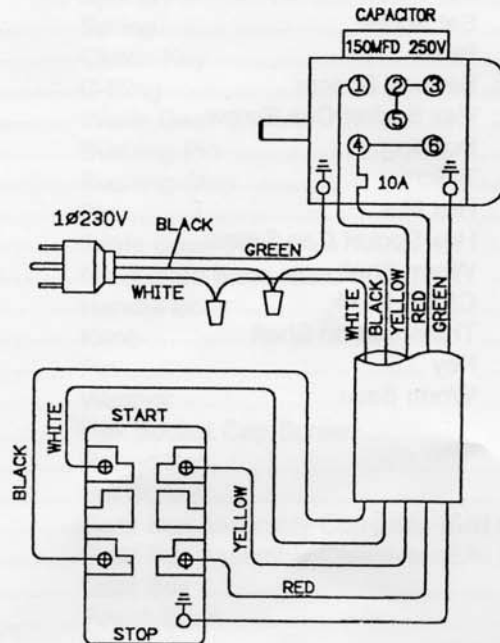 CAPACITOR
150MFD 250V
1 2 3
5
4 6
10A
1Ø230V
BLACK
GREEN
WHITE
WHITE
BLACK
YELLOW
RED
GREEN
BLACK
WHITE
START
YELLOW
RED
STOP